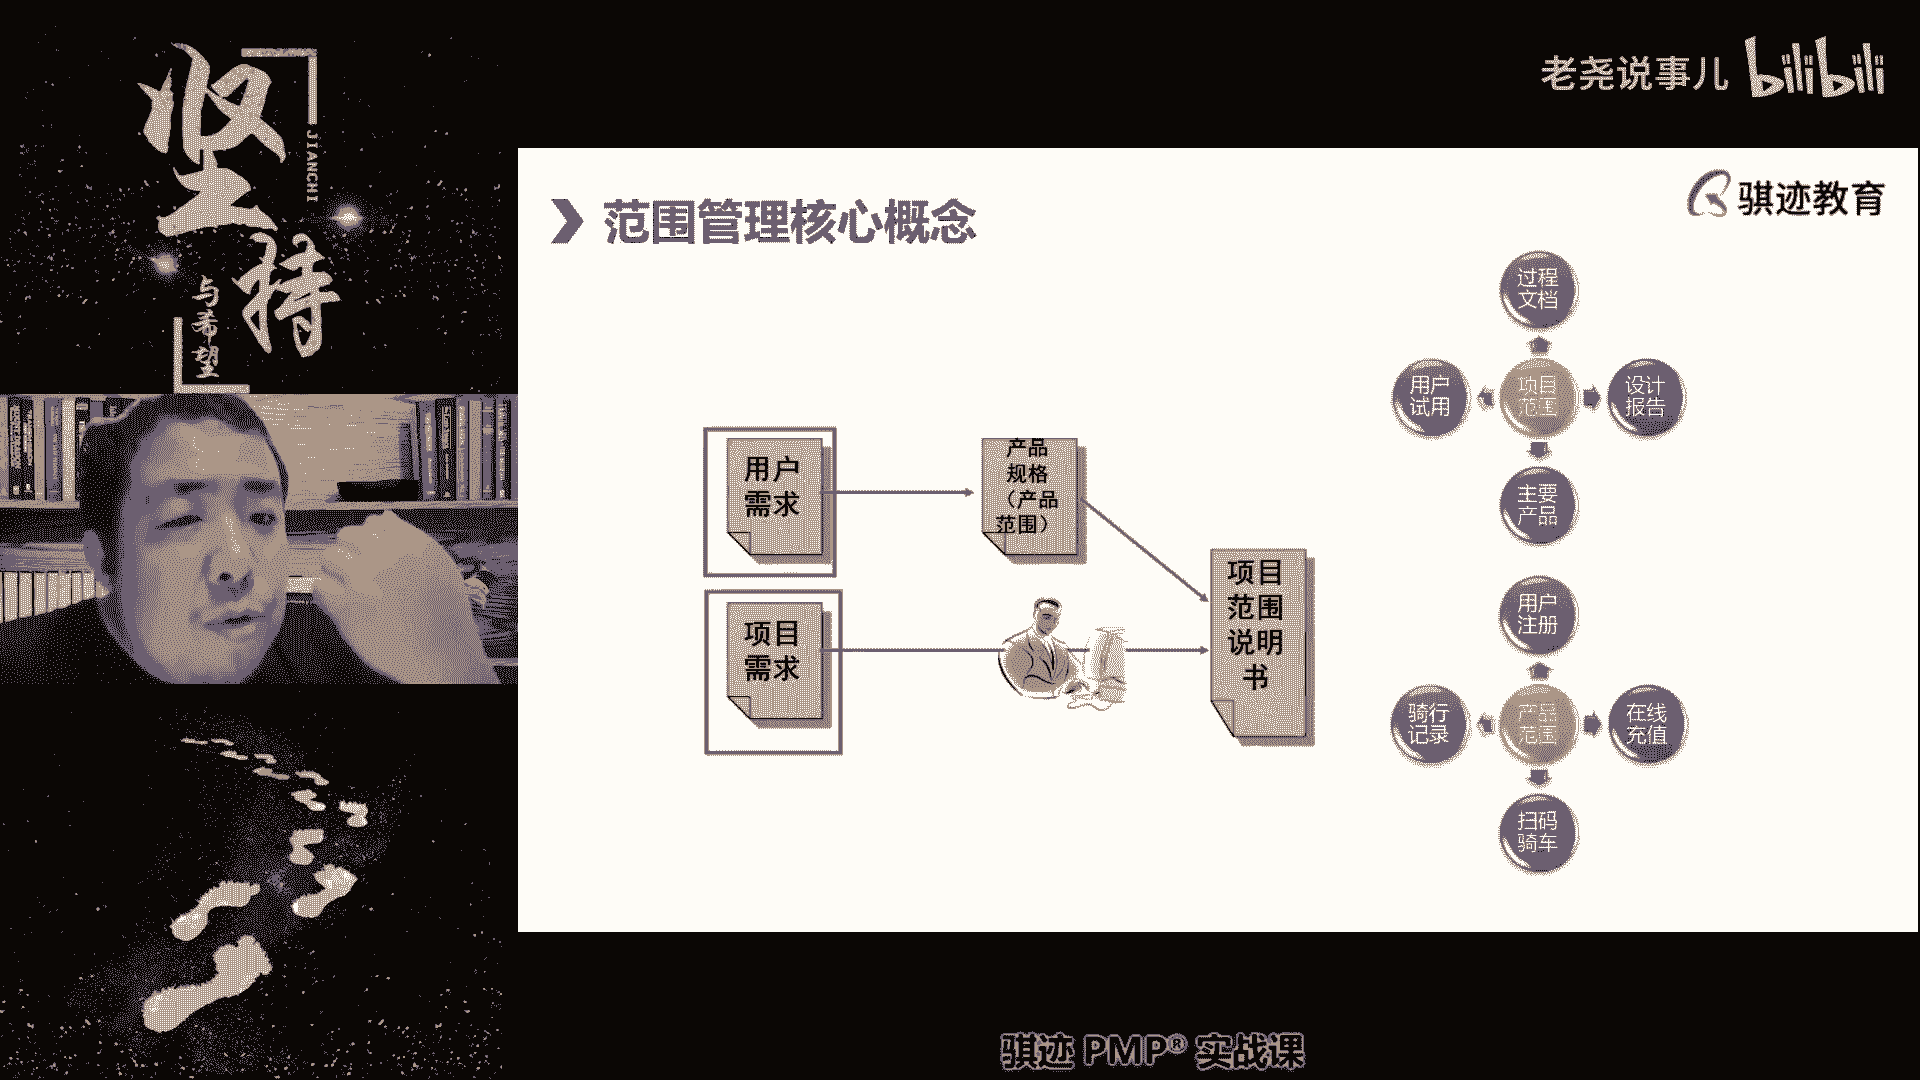 坚
持
JIANCHI
与
希
望
老尧说事儿 bilibili
骐迹教育
范围管理核心概念
用户
需求
产品
规格
（产品
范围）
项目
需求
项目
范围
说明
书
过程
文档
用户
试用
项目
范围
设计
报告
主要
产品
用户
注册
骑行
记录
产品
范围
在线
充值
扫码
骑车
骐迹 PMP® 实战课